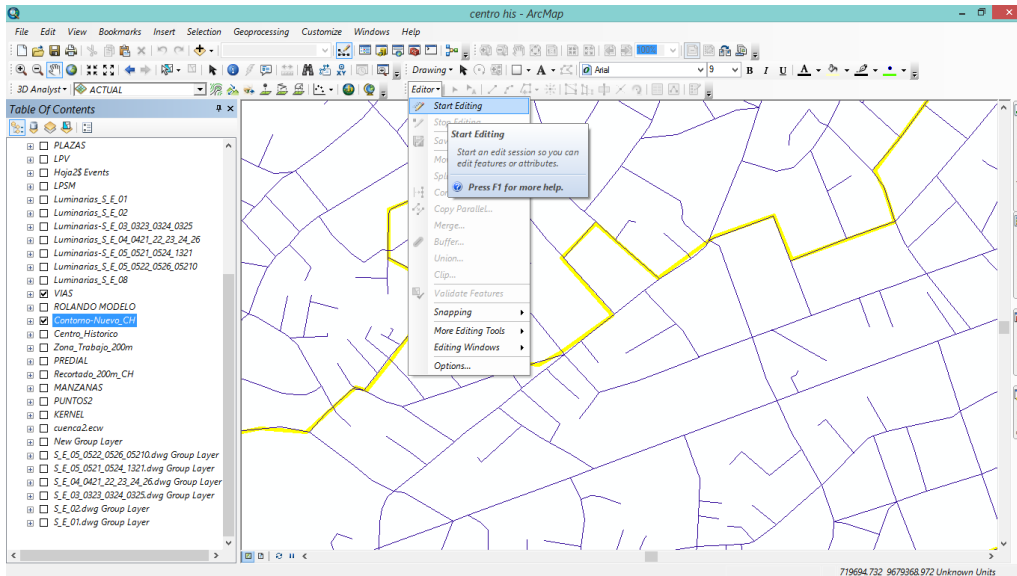 centro his - ArcMap
File Edit View Bookmarks Insert Selection Geoprocessing Customize Windows Help
Drawing A Arial 9 B I U A
3D Analyst ACTUAL Editor
Table Of Contents
PLAZAS
LPV
Hoja2$ Events
LPSM
Luminarias_S_E_01
Luminarias_S_E_02
Luminarias-S_E_03_0323_0324_0325
Luminarias_S_E_04_0421_22_23_24_26
Luminarias-S_E_05_0521_0524_1321
Luminarias_S_E_05_0522_0526_05210
Luminarias_S_E_08
VIAS
ROLANDO MODELO
Contorno-Nuevo_CH
Centro_Historico
Zona_Trabajo_200m
PREDIAL
Recortado_200m_CH
MANZANAS
PUNTOS2
KERNEL
cuenca2.ecw
New Group Layer
S_E_05_0522_0526_05210.dwg Group Layer
S_E_05_0521_0524_1321.dwg Group Layer
S_E_04_0421_22_23_24_26.dwg Group Layer
S_E_03_0323_0324_0325.dwg Group Layer
S_E_02.dwg Group Layer
S_E_01.dwg Group Layer
Start Editing
Stop Editing
Start Editing
Start an edit session so you can
edit features or attributes.
Press F1 for more help.
Copy Parallel...
Merge...
Buffer...
Union...
Clip...
Validate Features
Snapping
More Editing Tools
Editing Windows
Options...
719694.732 9679368.972 Unknown Units